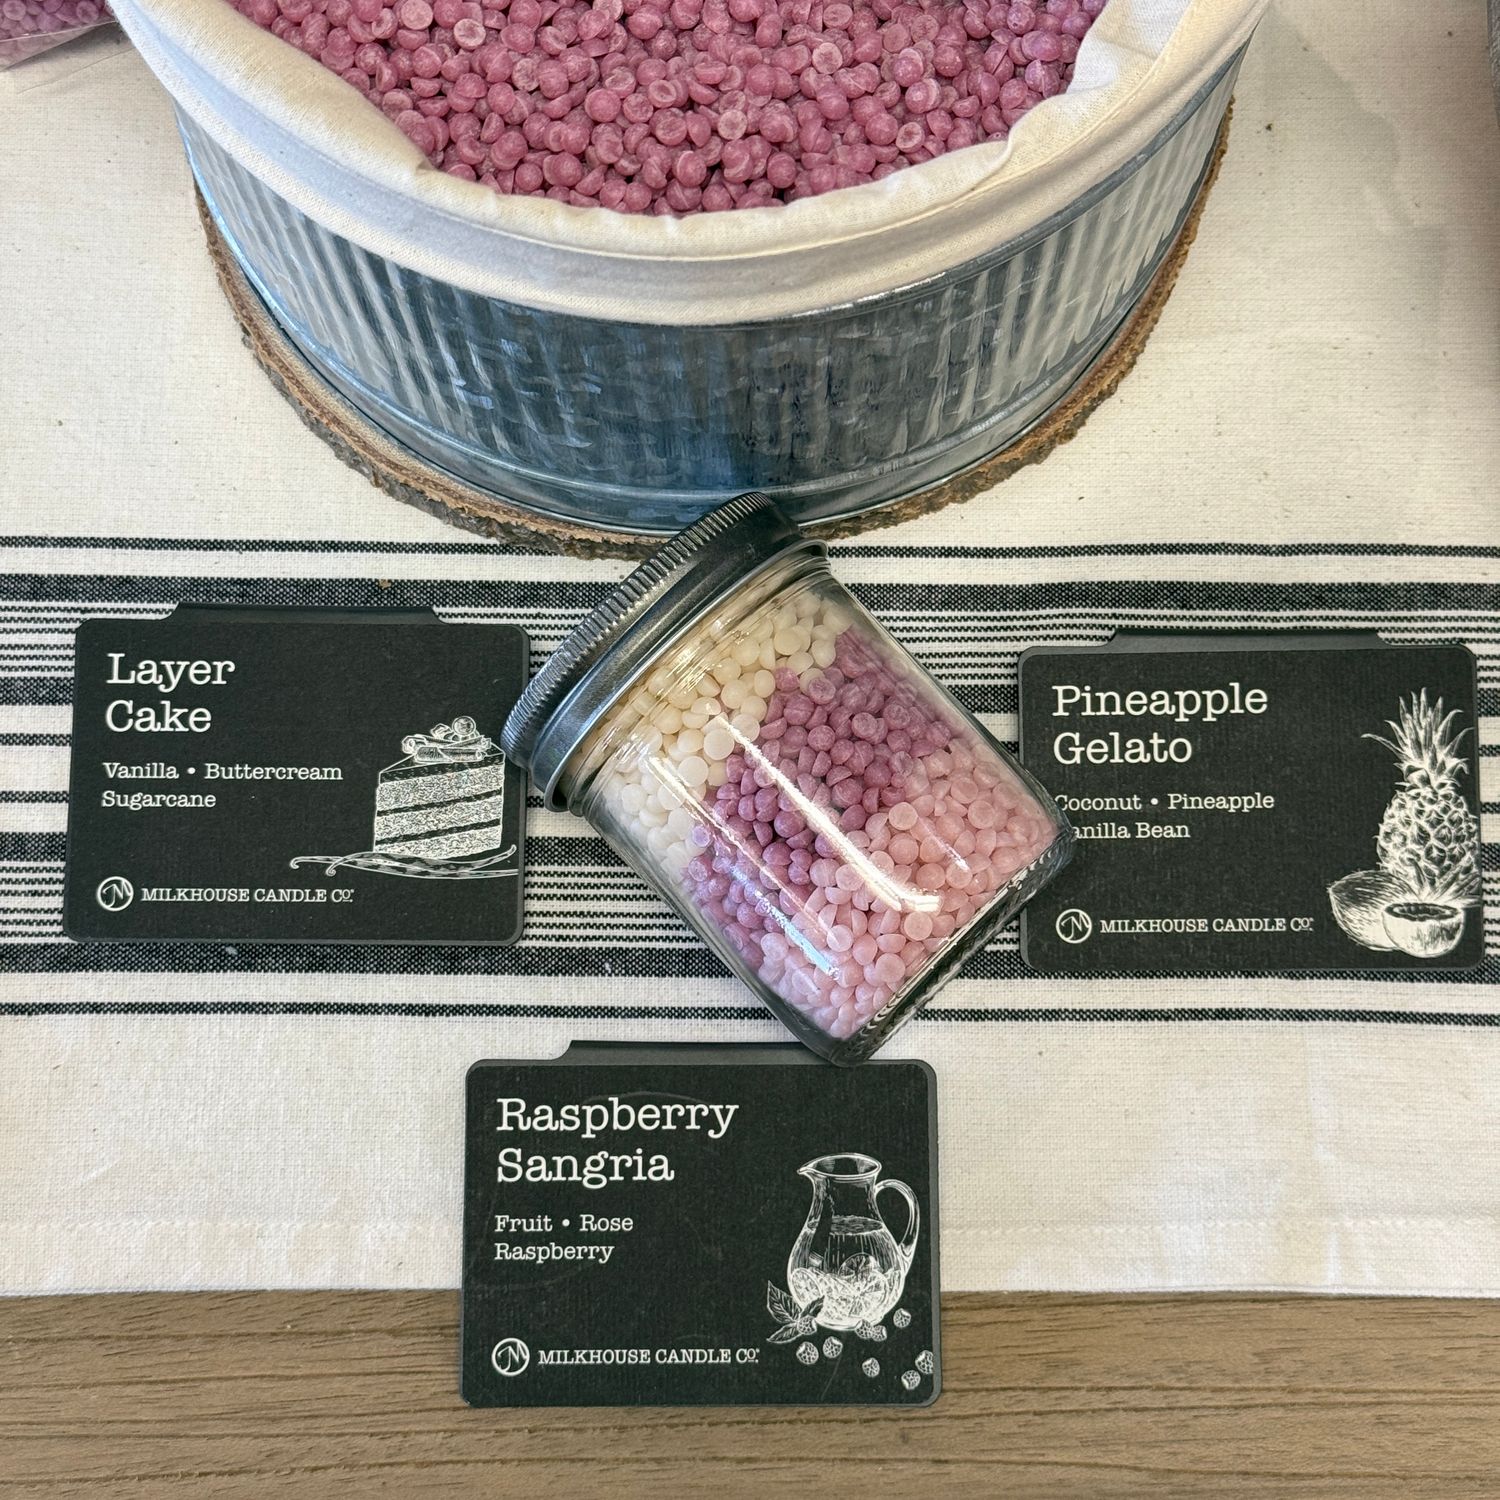 Layer
Cake
Vanilla • Buttercream
Sugarcane
MILKHOUSE CANDLE Co.
Pineapple
Gelato
Coconut • Pineapple
Vanilla Bean
MILKHOUSE CANDLE Co.
Raspberry
Sangria
Fruit • Rose
Raspberry
MILKHOUSE CANDLE Co.